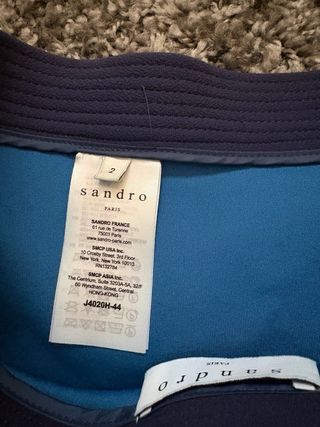 2
sandro
PARIS
SANDRO FRANCE
61 rue de Turenne
75003 Paris
www.sandro-paris.com
SMCP USA Inc.
10 Crosby Street, 3rd Floor
New York, New York 10013
RN132784
SMCP ASIA Inc.
The Centrium, Suite 3203A-5A, 32/F
60 Wyndham Street, Central
HONG-KONG
J4020H-44
sandro
PARIS